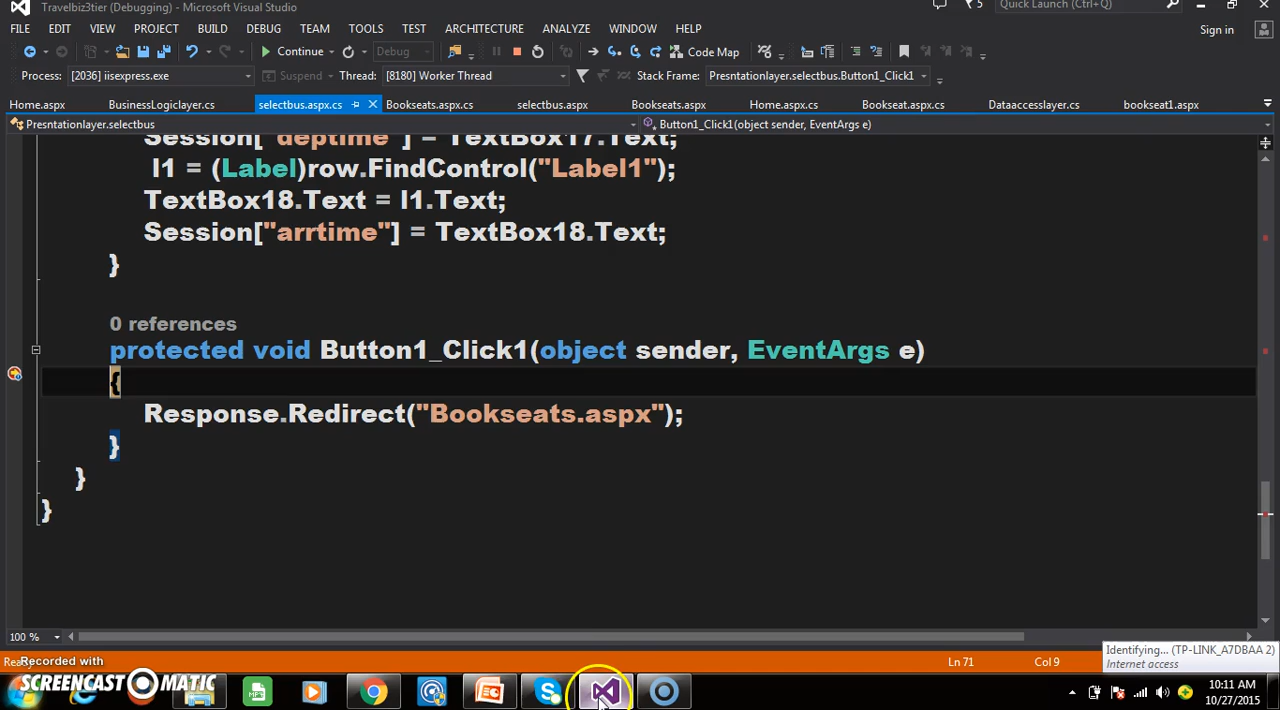 Travelbiz3tier (Debugging) - Microsoft Visual Studio
5
Quick Launch (Ctrl+Q)
FILE EDIT VIEW PROJECT BUILD DEBUG TEAM TOOLS TEST ARCHITECTURE ANALYZE WINDOW HELP
Sign in
Continue
Debug
Code Map
Process: [2036] iisexpress.exe
Suspend
Thread: [8180] Worker Thread
Stack Frame: Presntationlayer.selectbus.Button1_Click1
Home.aspx BusinessLogiclayer.cs selectbus.aspx.cs Bookseats.aspx.cs selectbus.aspx Bookseats.aspx Home.aspx.cs Bookseat.aspx.cs Dataaccesslayer.cs bookseat1.aspx
Presntationlayer.selectbus
Button1_Click1(object sender, EventArgs e)
Session["deptime"] = TextBox17.Text;
l1 = (Label)row.FindControl("Label1");
TextBox18.Text = l1.Text;
Session["arrtime"] = TextBox18.Text;
}
0 references
protected void Button1_Click1(object sender, EventArgs e)
{
Response.Redirect("Bookseats.aspx");
}
}
}
100 %
Identifying... (TP-LINK_A7DBAA 2)
Internet access
Ln 71
Col 9
Recorded with
SCREENCAST MATIC
10:11 AM
10/27/2015